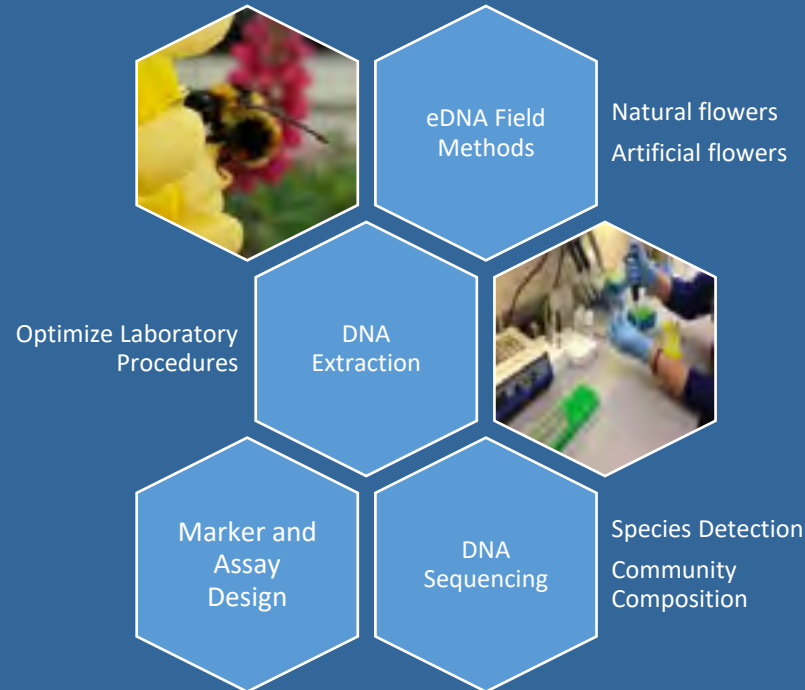 eDNA Field
Methods
Natural flowers
Artificial flowers
Optimize Laboratory
Procedures
DNA
Extraction
Marker and
Assay
Design
DNA
Sequencing
Species Detection
Community
Composition